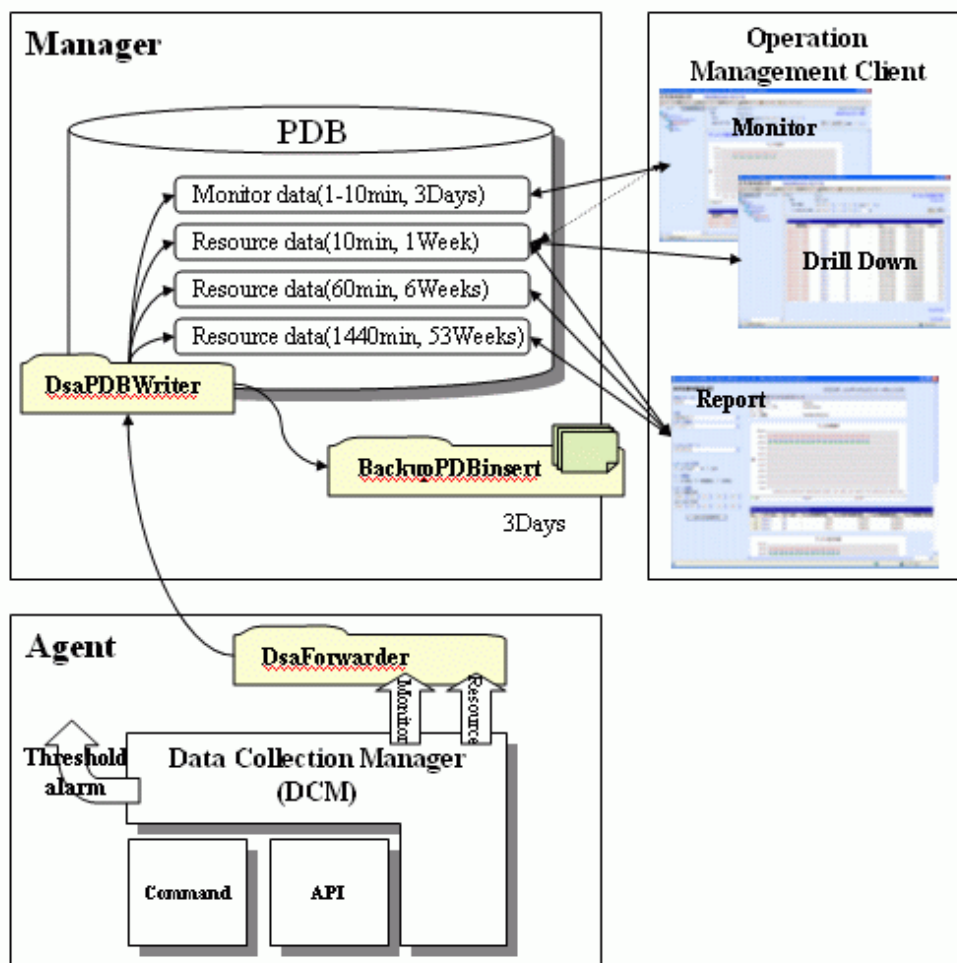 Manager
PDB
Monitor data(1-10min, 3Days)
Resource data(10min, 1Week)
Resource data(60min, 6Weeks)
Resource data(1440min, 53Weeks)
DsaPDBWriter
BackupPDBinsert
3Days
Operation
Management Client
Monitor
Drill Down
Report
Agent
DsaForwarder
Monitor
Resource
Threshold
alarm
Data Collection Manager
(DCM)
Command
API